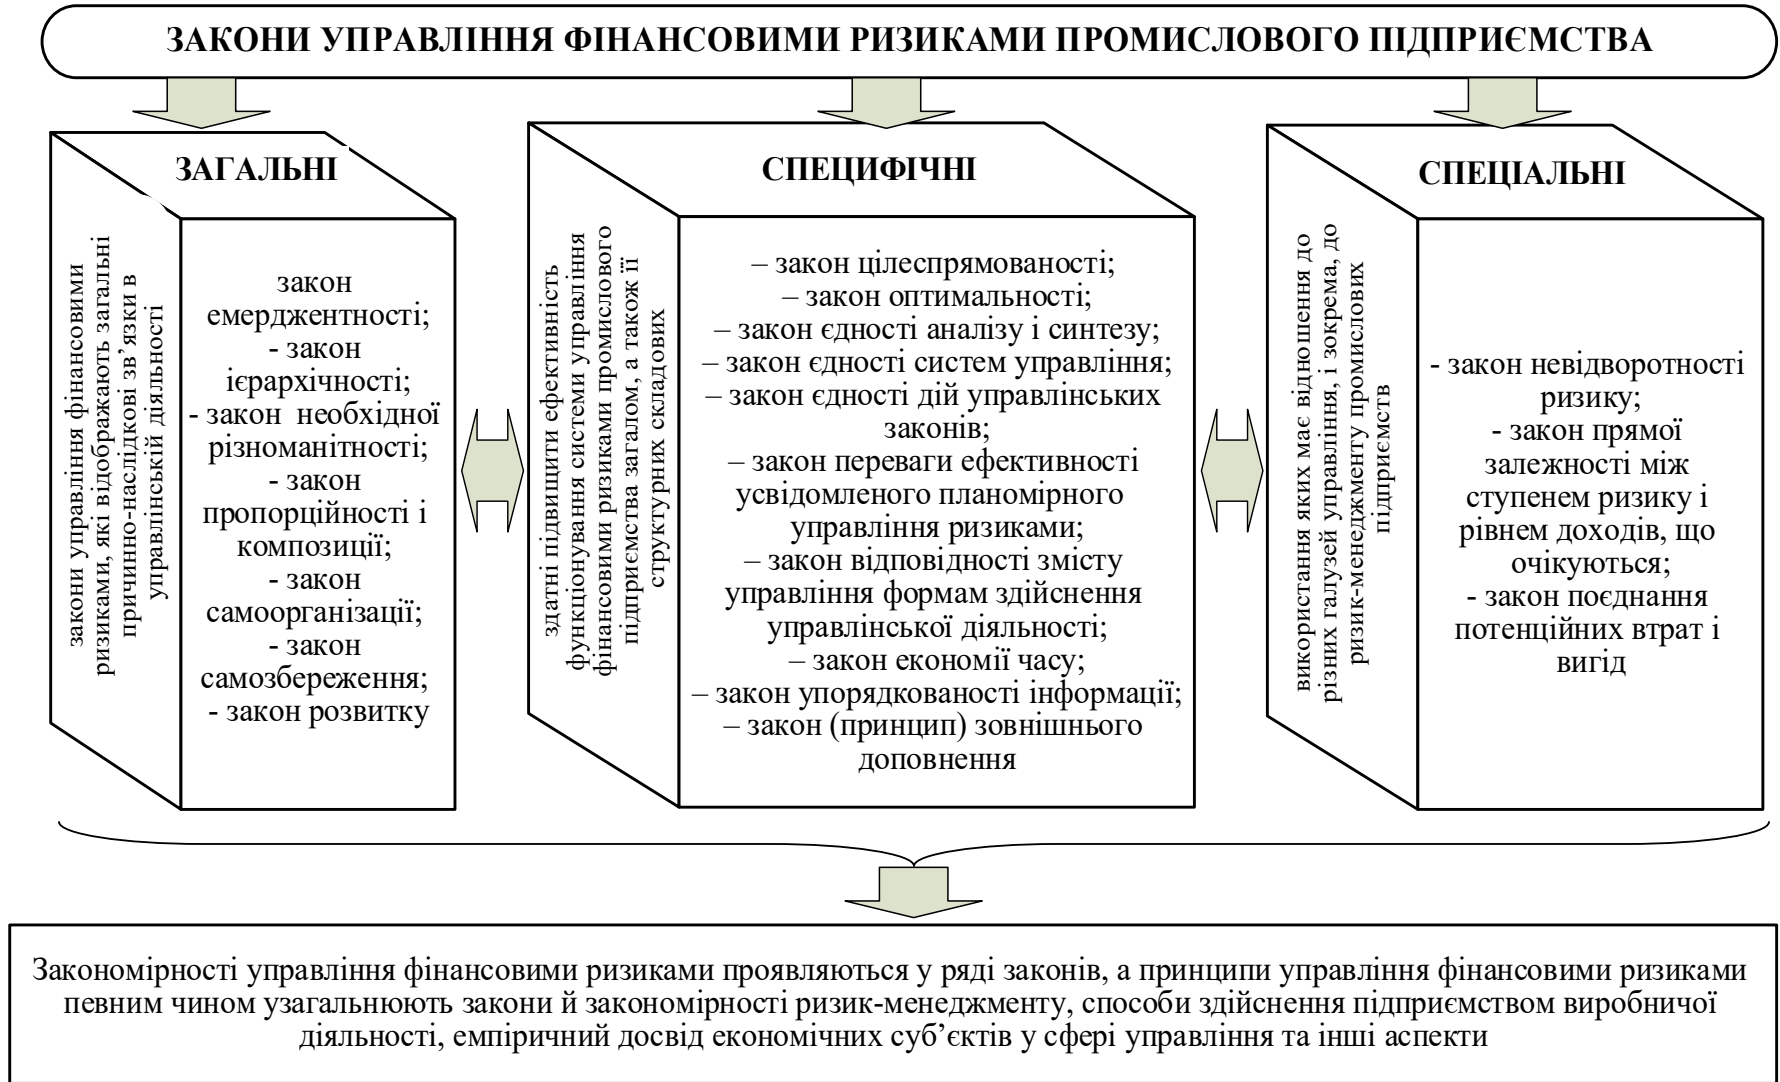 ЗАКОНИ УПРАВЛІННЯ ФІНАНСОВИМИ РИЗИКАМИ ПРОМИСЛОВОГО ПІДПРИЄМСТВА
ЗАГАЛЬНІ
закони управління фінансовими
ризиками, які відображають загальні
причинно-наслідкові зв’язки в
управлінській діяльності
закон
емерджентності;
- закон
ієрархічності;
- закон необхідної
різноманітності;
- закон
пропорційності і
композиції;
- закон
самоорганізації;
- закон
самозбереження;
- закон розвитку
СПЕЦИФІЧНІ
здатні підвищити ефективність
функціонування системи управління
фінансовими ризиками промислового
підприємства загалом, а також її
структурних складових
– закон цілеспрямованості;
– закон оптимальності;
– закон єдності аналізу і синтезу;
– закон єдності систем управління;
– закон єдності дій управлінських
законів;
– закон переваги ефективності
усвідомленого планомірного
управління ризиками;
– закон відповідності змісту
управління формам здійснення
управлінської діяльності;
– закон економії часу;
– закон упорядкованості інформації;
– закон (принцип) зовнішнього
доповнення
СПЕЦІАЛЬНІ
використання яких має відношення до
різних галузей управління, і зокрема, до
ризик-менеджменту промислових
підприємств
- закон невідворотності
ризику;
- закон прямої
залежності між
ступенем ризику і
рівнем доходів, що
очікуються;
- закон поєднання
потенційних втрат і
вигід
Закономірності управління фінансовими ризиками проявляються у ряді законів, а принципи управління фінансовими ризиками
певним чином узагальнюють закони й закономірності ризик-менеджменту, способи здійснення підприємством виробничої
діяльності, емпіричний досвід економічних суб’єктів у сфері управління та інші аспекти